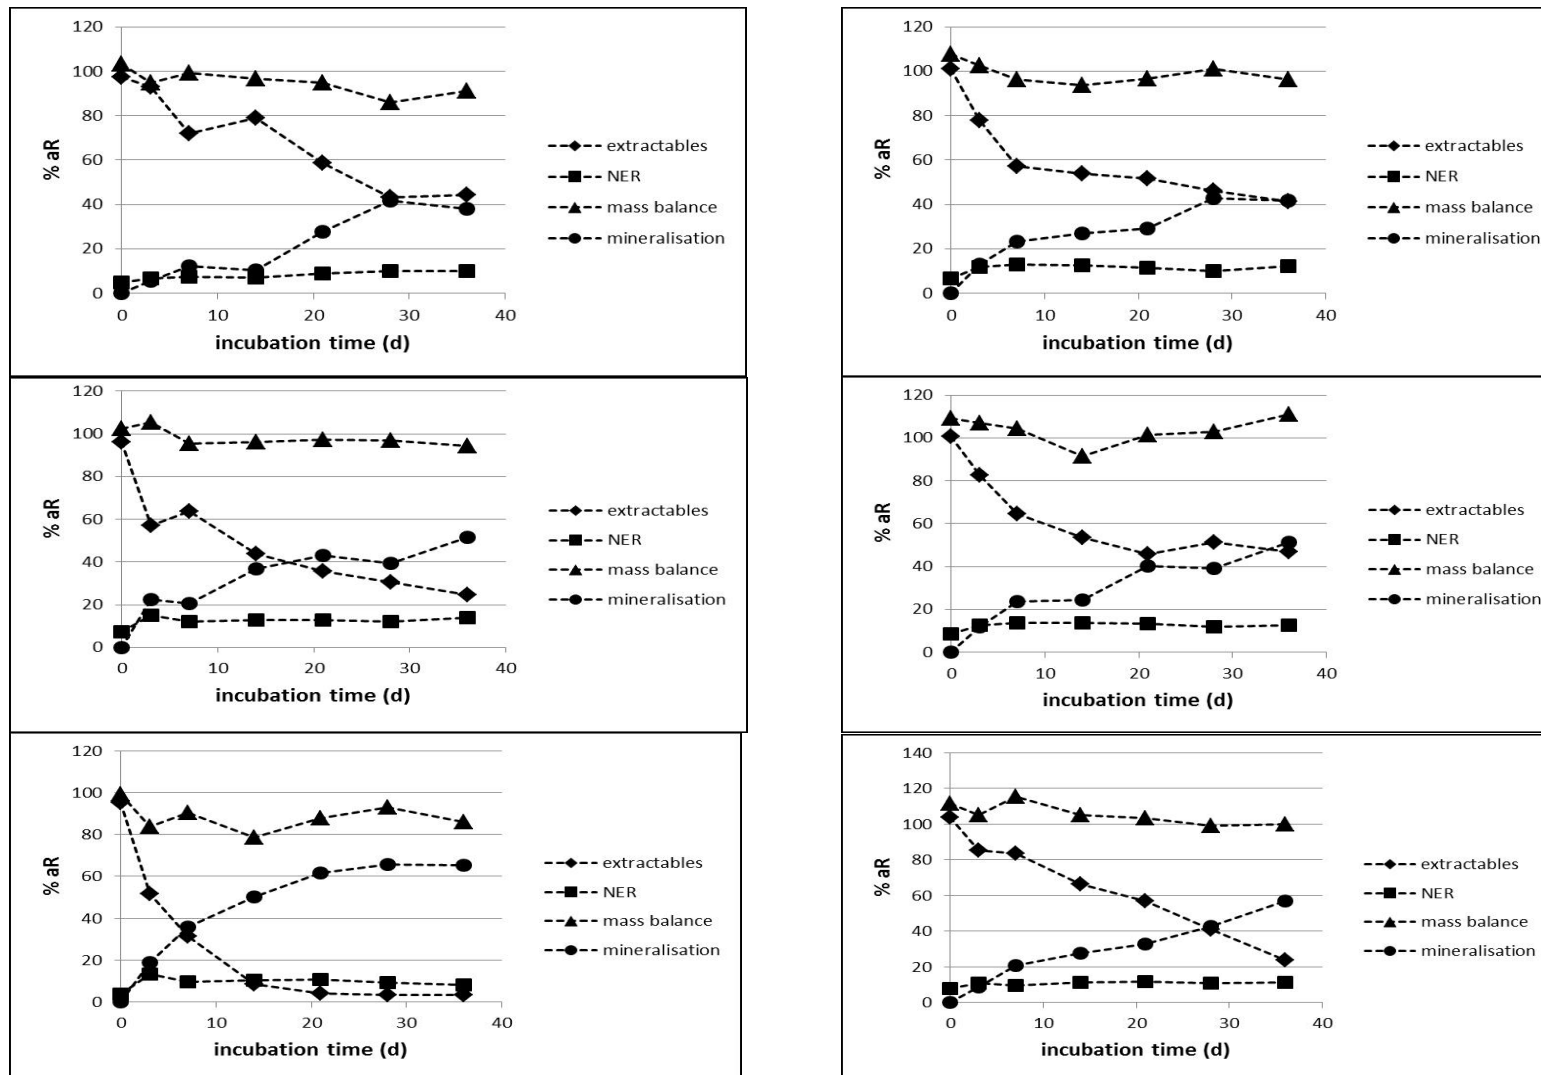 120
100
80
60
40
20
0
% aR
0 10 20 30 40
incubation time (d)
extractables
NER
mass balance
mineralisation
120
100
80
60
40
20
0
% aR
0 10 20 30 40
incubation time (d)
extractables
NER
mass balance
mineralisation
120
100
80
60
40
20
0
% aR
0 10 20 30 40
incubation time (d)
extractables
NER
mass balance
mineralisation
120
100
80
60
40
20
0
% aR
0 10 20 30 40
incubation time (d)
extractables
NER
mass balance
mineralisation
120
100
80
60
40
20
0
% aR
0 10 20 30 40
incubation time (d)
extractables
NER
mass balance
mineralisation
140
120
100
80
60
40
20
0
% aR
0 10 20 30 40
incubation time (d)
extractables
NER
mass balance
mineralisation